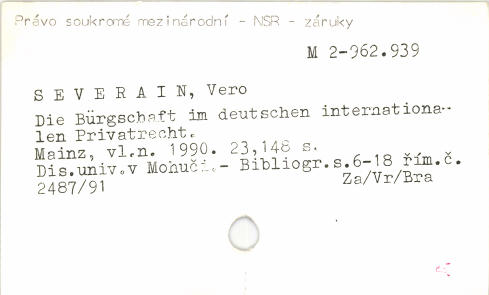 Právo soukromé mezinárodní - NSR - záruky
M 2-962.939
S E V E R A I N, Vero
Die Bürgschaft im deutschen internationa-
len Privatrecht.
Mainz, vl.n. 1990. 23,148 s.
Dis.univ.v Mohuči.- Bibliogr.s.6-18 řím.č.
2487/91 Za/Vr/Bra